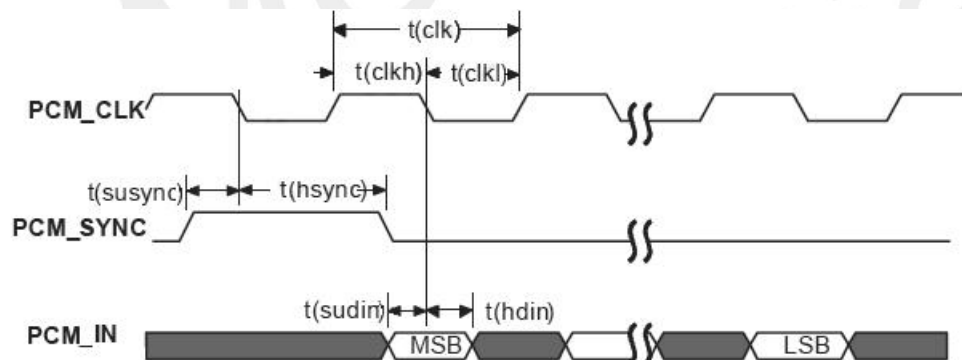 t(clk)
t(clkh) t(clkl)
PCM_CLK
t(susync) t(hsync)
PCM_SYNC
t(sudin) t(hdin)
PCM_IN MSB LSB